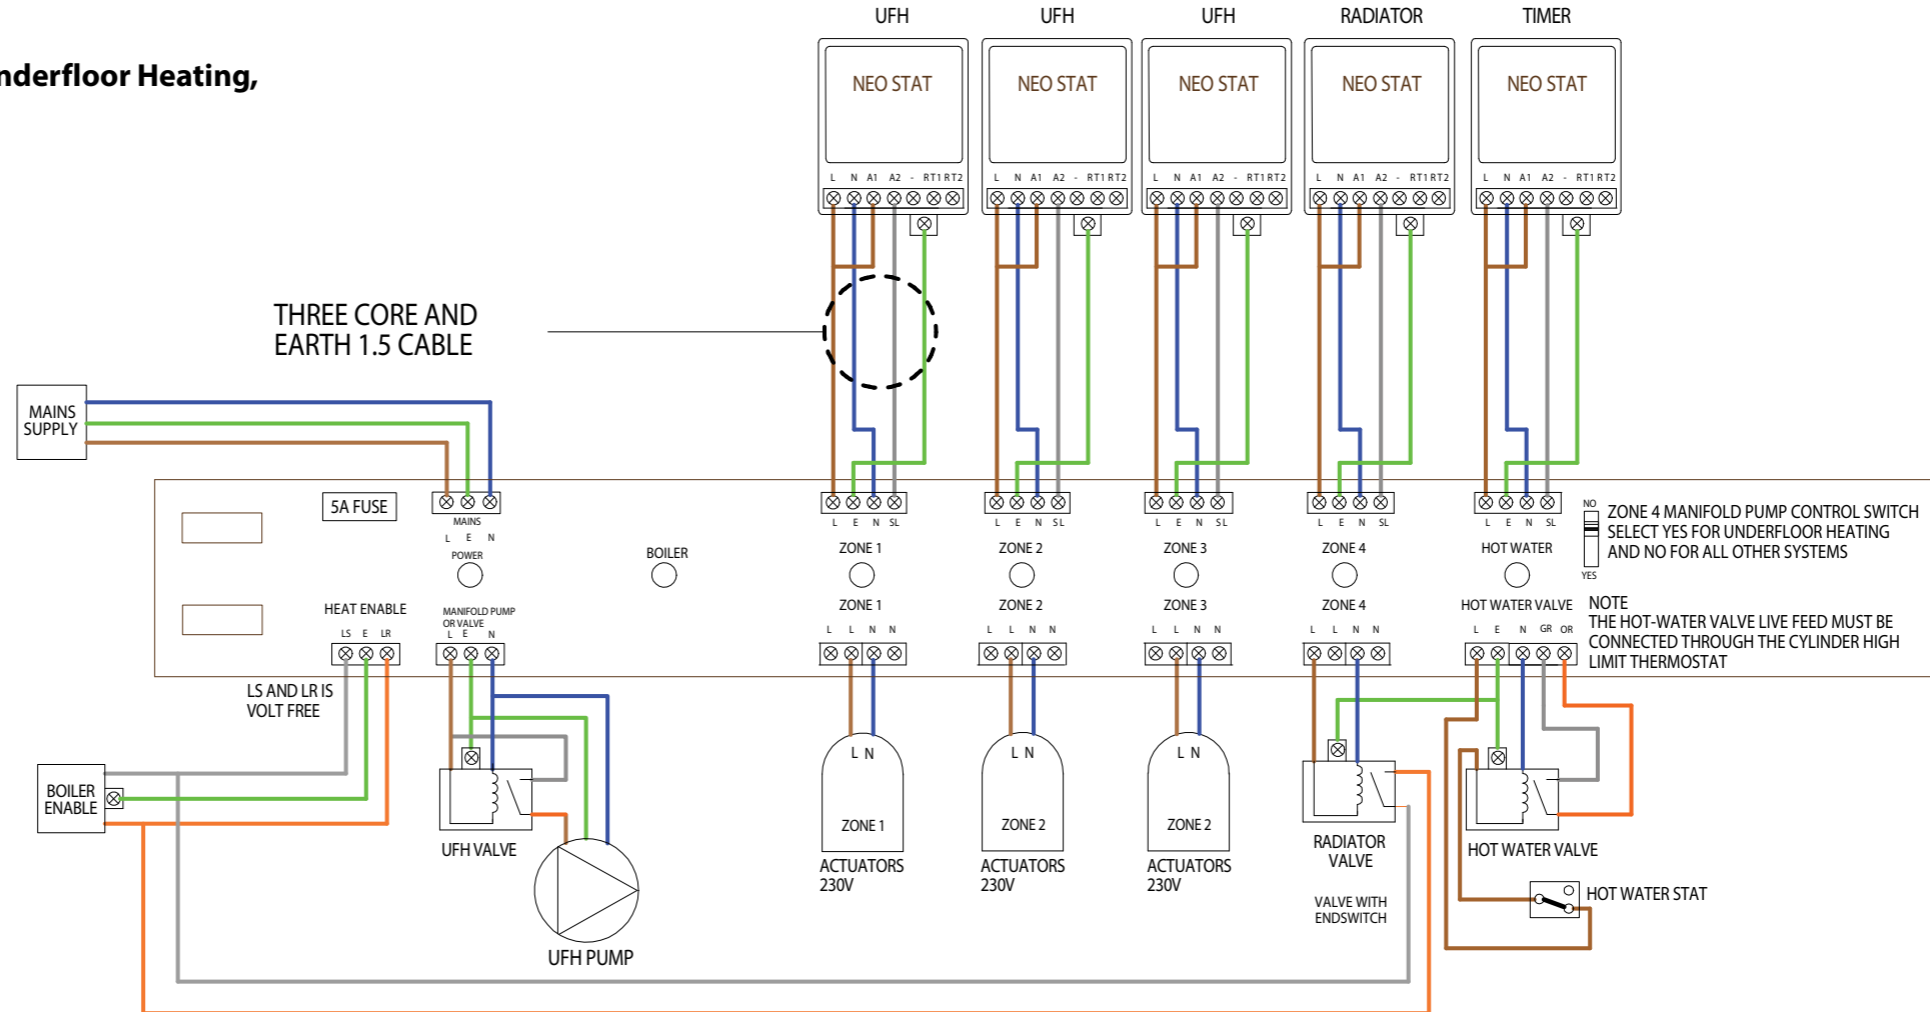 UFH UFH UFH RADIATOR TIMER
nderfloor Heating,
NEO STAT NEO STAT NEO STAT NEO STAT NEO STAT
L N A1 A2 - RT1 RT2 L N A1 A2 - RT1 RT2 L N A1 A2 - RT1 RT2 L N A1 A2 - RT1 RT2 L N A1 A2 - RT1 RT2
THREE CORE AND
EARTH 1.5 CABLE
MAINS
SUPPLY
5A FUSE
MAINS
L E N
POWER
BOILER
L E N SL L E N SL L E N SL L E N SL L E N SL
ZONE 1 ZONE 2 ZONE 3 ZONE 4 HOT WATER
NO
YES
ZONE 4 MANIFOLD PUMP CONTROL SWITCH
SELECT YES FOR UNDERFLOOR HEATING
AND NO FOR ALL OTHER SYSTEMS
HEAT ENABLE
LS E LR
MANIFOLD PUMP
OR VALVE
L E N
ZONE 1 ZONE 2 ZONE 3 ZONE 4 HOT WATER VALVE
L L N N L L N N L L N N L L N N L E N GR OR
NOTE
THE HOT-WATER VALVE LIVE FEED MUST BE
CONNECTED THROUGH THE CYLINDER HIGH
LIMIT THERMOSTAT
LS AND LR IS
VOLT FREE
BOILER
ENABLE
UFH VALVE
UFH PUMP
L N L N L N
ZONE 1 ZONE 2 ZONE 2
ACTUATORS
230V
ACTUATORS
230V
ACTUATORS
230V
RADIATOR
VALVE
VALVE WITH
ENDSWITCH
HOT WATER VALVE
HOT WATER STAT